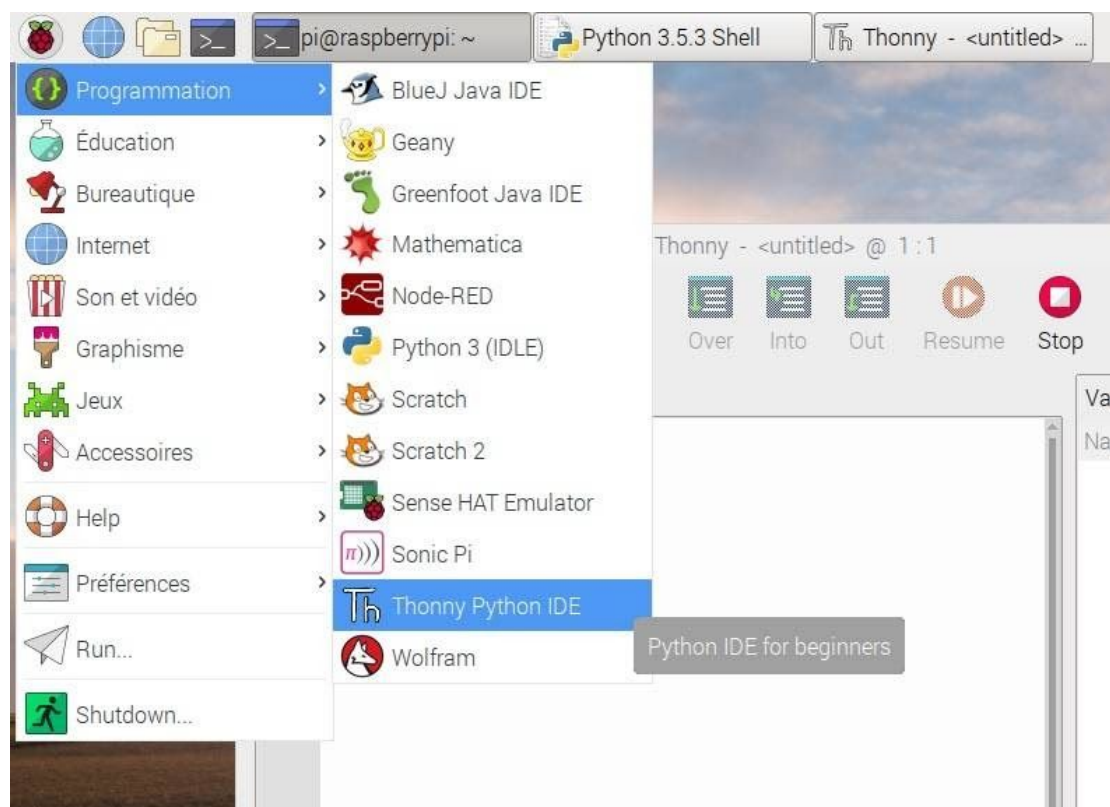 pi@raspberrypi: ~
Python 3.5.3 Shell
Thonny - <untitled> ...
Programmation
Éducation
Bureautique
Internet
Son et vidéo
Graphisme
Jeux
Accessoires
Help
Préférences
Run...
Shutdown...
BlueJ Java IDE
Geany
Greenfoot Java IDE
Mathematica
Node-RED
Python 3 (IDLE)
Scratch
Scratch 2
Sense HAT Emulator
π)))
Sonic Pi
Th
Thonny Python IDE
Wolfram
Python IDE for beginners
Thonny - <untitled> @ 1:1
Over
Into
Out
Resume
Stop
Va
Na